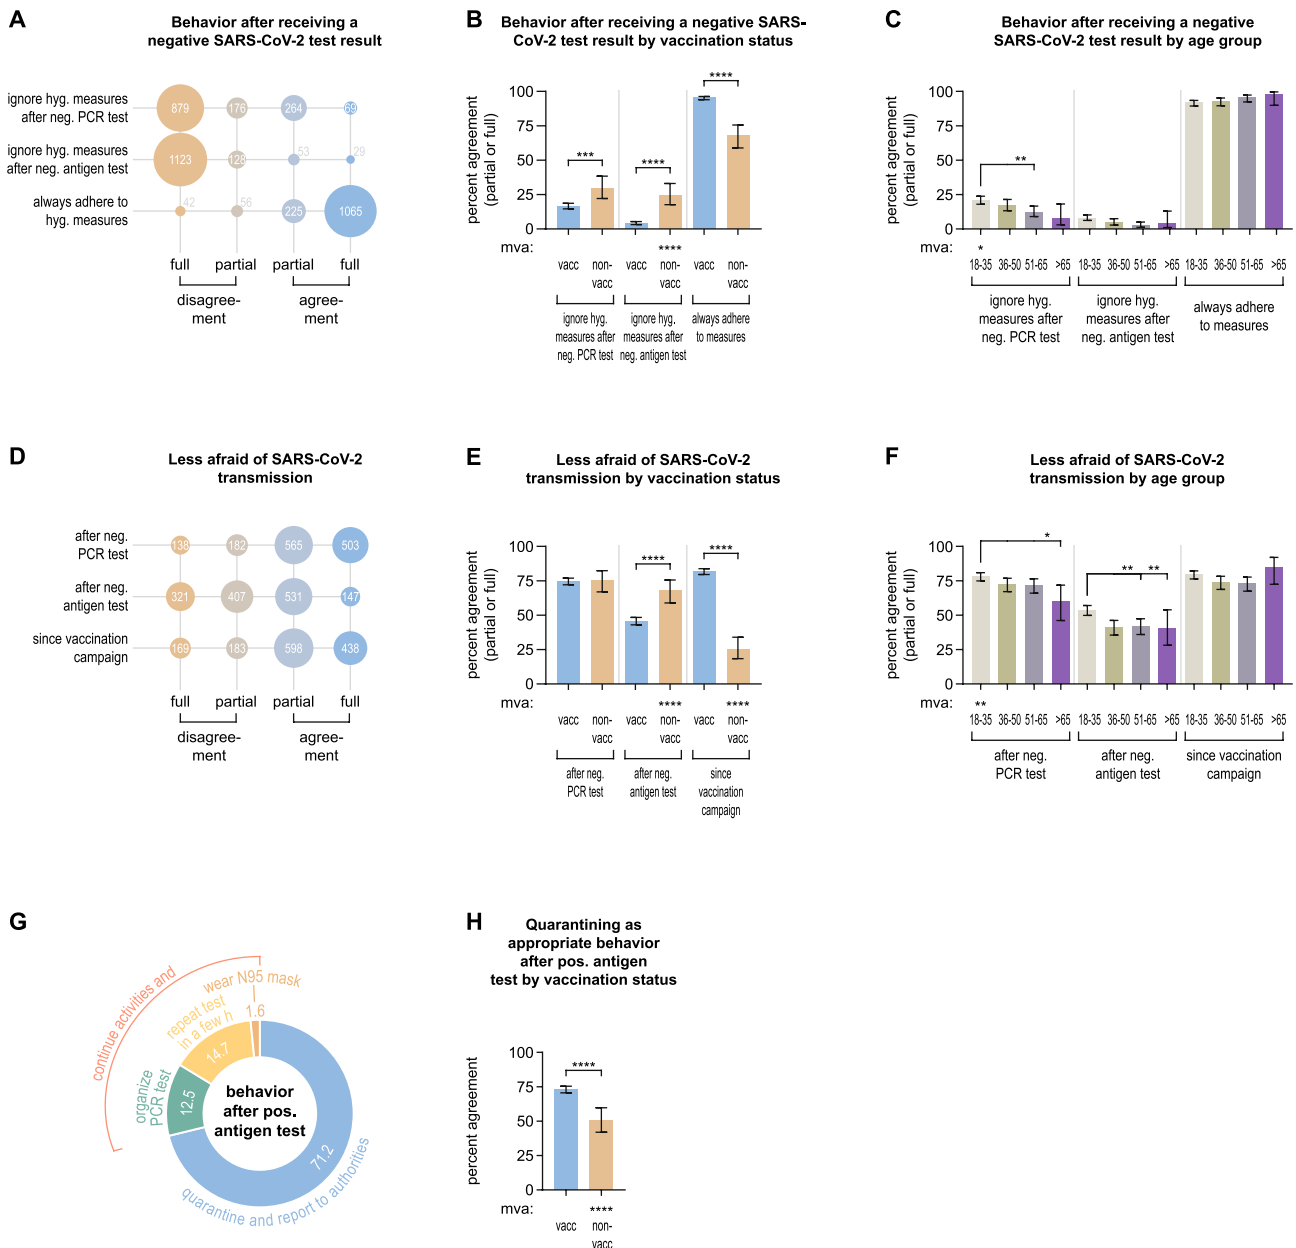 A
Behavior after receiving a
negative SARS-CoV-2 test result
ignore hyg. measures
after neg. PCR test
879
176
264
69
ignore hyg. measures
after neg. antigen test
1123
128
53
29
always adhere to
hyg. measures
42
56
225
1065
full
partial
partial
full
disagree-
ment
agree-
ment
B
Behavior after receiving a negative SARS-
CoV-2 test result by vaccination status
percent agreement
(partial or full)
100
75
50
25
0
***
****
****
mva:
****
vacc
non-
vacc
vacc
non-
vacc
vacc
non-
vacc
ignore hyg.
measures after
neg. PCR test
ignore hyg.
measures after
neg. antigen test
always adhere
to measures
C
Behavior after receiving a negative
SARS-CoV-2 test result by age group
percent agreement
(partial or full)
100
75
50
25
0
**
mva:
*
18-35
36-50
51-65
>65
18-35
36-50
51-65
>65
18-35
36-50
51-65
>65
ignore hyg.
measures after
neg. PCR test
ignore hyg.
measures after
neg. antigen test
always adhere
to measures
D
Less afraid of SARS-CoV-2
transmission
after neg.
PCR test
138
182
565
503
after neg.
antigen test
321
407
531
147
since vaccination
campaign
169
183
598
438
full
partial
partial
full
disagree-
ment
agree-
ment
E
Less afraid of SARS-CoV-2
transmission by vaccination status
percent agreement
(partial or full)
100
75
50
25
0
****
****
mva:
****
****
vacc
non-
vacc
vacc
non-
vacc
vacc
non-
vacc
after neg.
PCR test
after neg.
antigen test
since
vaccination
campaign
F
Less afraid of SARS-CoV-2
transmission by age group
percent agreement
(partial or full)
100
75
50
25
0
*
**
**
mva:
**
18-35
36-50
51-65
>65
18-35
36-50
51-65
>65
18-35
36-50
51-65
>65
after neg.
PCR test
after neg.
antigen test
since vaccination
campaign
G
continue activities and
wear N95 mask
1.6
repeat test
in a few h
14.7
organize
PCR test
12.5
behavior
after pos.
antigen test
71.2
quarantine and report to authorities
H
Quarantining as
appropriate behavior
after pos. antigen
test by vaccination status
percent agreement
100
75
50
25
0
****
mva:
****
vacc
non-
vacc